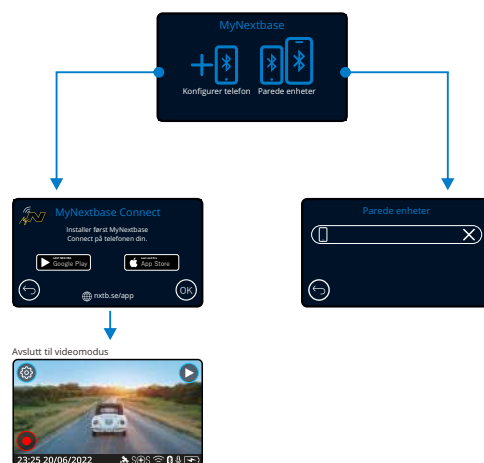 MyNextbase
Konfigurer telefon
Parede enheter
MyNextbase Connect
Installer først MyNextbase
Connect på telefonen din.
Google Play
App Store
nxtb.se/app
OK
Parede enheter
Avslutt til videomodus
23:25 20/06/2022
SOS